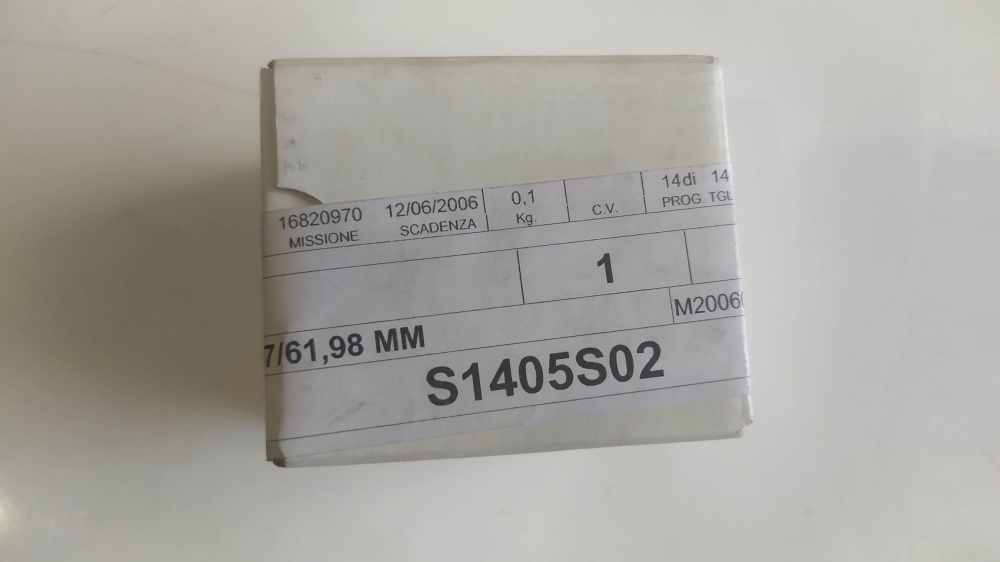 16820970 12/06/2006 0,1 14di 14
MISSIONE SCADENZA Kg. C.V. PROG. TGL
1
7/61,98 MM M2006
S1405S02